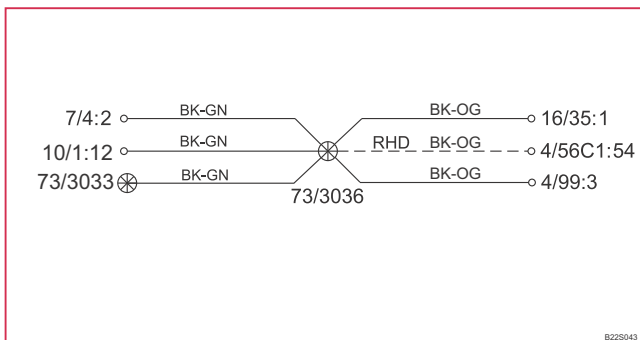 7/4:2 BK-GN BK-OG 16/35:1
10/1:12 BK-GN RHD BK-OG 4/56C1:54
73/3033 BK-GN BK-OG 4/99:3
73/3036
B22S043